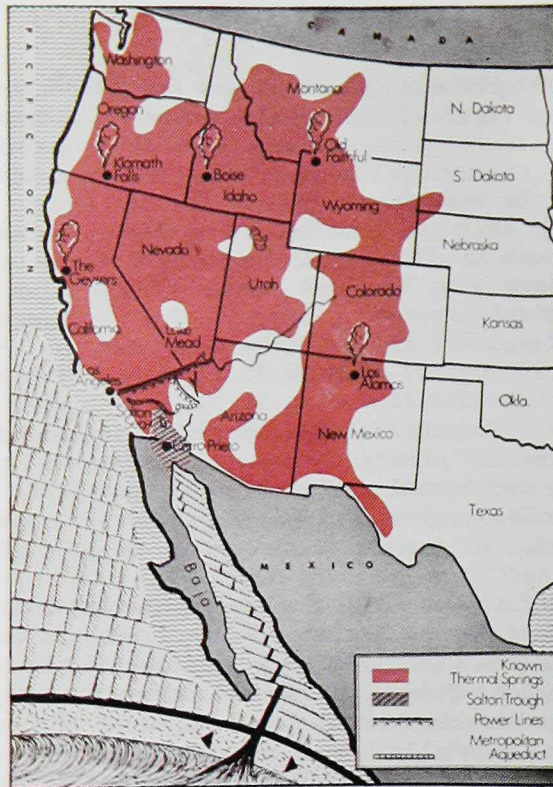 CANADA
PACIFIC OCEAN
Washington
Montana
N. Dakota
Oregon
Old
Faithful
Klamath
Falls
Boise
Idaho
S. Dakota
Wyoming
Nebraska
The
Geysers
Nevada
Utah
Colorado
California
Lake
Mead
Kansas
Los
Angeles
Los
Alamos
Okla.
Salton
Arizona
New Mexico
Cerro Prieto
Texas
MEXICO
Baja
Known
Thermal Springs
Salton Trough
Power Lines
Metropolitan
Aqueduct